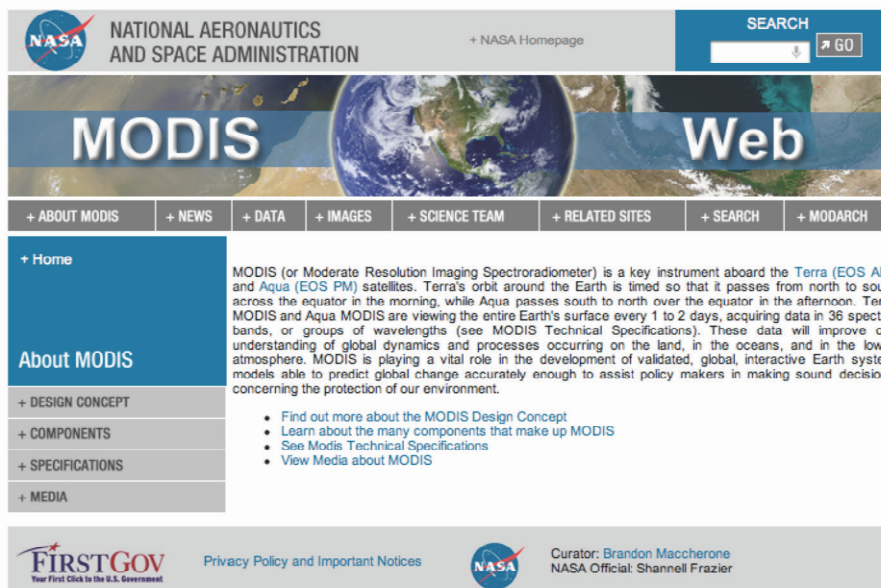 NASA
NATIONAL AERONAUTICS
AND SPACE ADMINISTRATION
+ NASA Homepage
SEARCH
GO
MODIS Web
+ ABOUT MODIS + NEWS + DATA + IMAGES + SCIENCE TEAM + RELATED SITES + SEARCH + MODARCH
+ Home
About MODIS
+ DESIGN CONCEPT
+ COMPONENTS
+ SPECIFICATIONS
+ MEDIA
MODIS (or Moderate Resolution Imaging Spectroradiometer) is a key instrument aboard the Terra (EOS A
and Aqua (EOS PM) satellites. Terra's orbit around the Earth is timed so that it passes from north to sou
across the equator in the morning, while Aqua passes south to north over the equator in the afternoon. Ter
MODIS and Aqua MODIS are viewing the entire Earth's surface every 1 to 2 days, acquiring data in 36 spect
bands, or groups of wavelengths (see MODIS Technical Specifications). These data will improve o
understanding of global dynamics and processes occurring on the land, in the oceans, and in the low
atmosphere. MODIS is playing a vital role in the development of validated, global, interactive Earth syste
models able to predict global change accurately enough to assist policy makers in making sound decisio
concerning the protection of our environment.
• Find out more about the MODIS Design Concept
• Learn about the many components that make up MODIS
• See Modis Technical Specifications
• View Media about MODIS
FIRSTGOV
Your First Click to the U.S. Government
Privacy Policy and Important Notices
NASA
Curator: Brandon Maccherone
NASA Official: Shannell Frazier